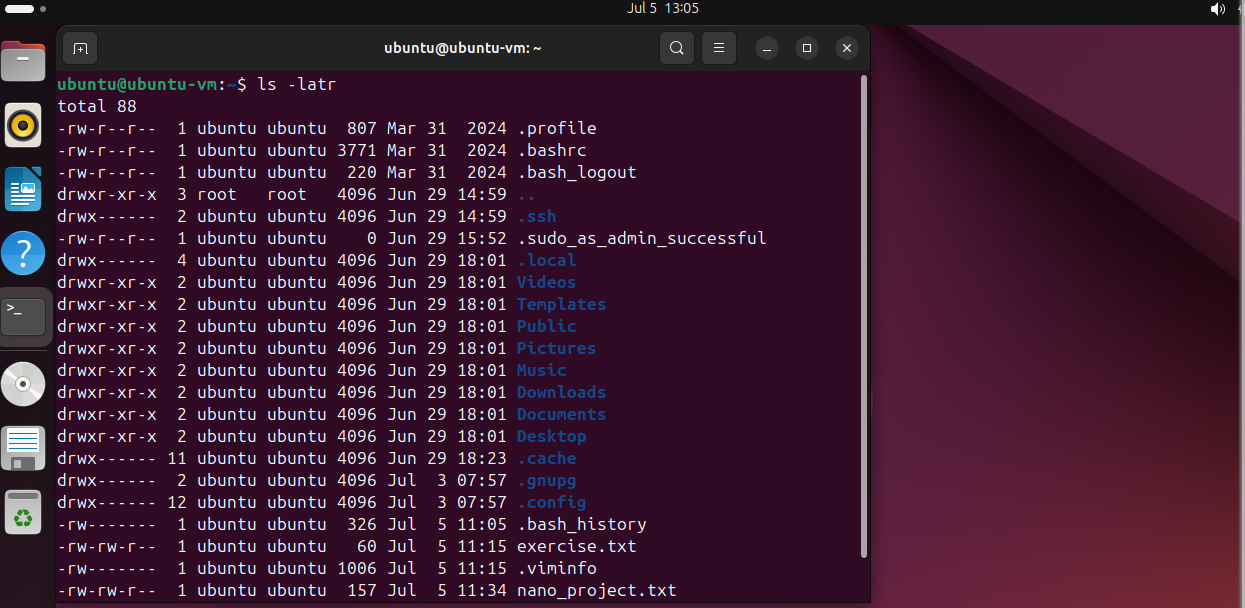 Jul 5 13:05
ubuntu@ubuntu-vm: ~
ubuntu@ubuntu-vm:~$ ls -latr
total 88
-rw-r--r--  1 ubuntu ubuntu  807 Mar 31  2024 .profile
-rw-r--r--  1 ubuntu ubuntu 3771 Mar 31  2024 .bashrc
-rw-r--r--  1 ubuntu ubuntu  220 Mar 31  2024 .bash_logout
drwxr-xr-x  3 root   root   4096 Jun 29 14:59 ..
drwx------  2 ubuntu ubuntu 4096 Jun 29 14:59 .ssh
-rw-r--r--  1 ubuntu ubuntu    0 Jun 29 15:52 .sudo_as_admin_successful
drwx------  4 ubuntu ubuntu 4096 Jun 29 18:01 .local
drwxr-xr-x  2 ubuntu ubuntu 4096 Jun 29 18:01 Videos
drwxr-xr-x  2 ubuntu ubuntu 4096 Jun 29 18:01 Templates
drwxr-xr-x  2 ubuntu ubuntu 4096 Jun 29 18:01 Public
drwxr-xr-x  2 ubuntu ubuntu 4096 Jun 29 18:01 Pictures
drwxr-xr-x  2 ubuntu ubuntu 4096 Jun 29 18:01 Music
drwxr-xr-x  2 ubuntu ubuntu 4096 Jun 29 18:01 Downloads
drwxr-xr-x  2 ubuntu ubuntu 4096 Jun 29 18:01 Documents
drwxr-xr-x  2 ubuntu ubuntu 4096 Jun 29 18:01 Desktop
drwx------ 11 ubuntu ubuntu 4096 Jun 29 18:23 .cache
drwx------  2 ubuntu ubuntu 4096 Jul  3 07:57 .gnupg
drwx------ 12 ubuntu ubuntu 4096 Jul  3 07:57 .config
-rw-------  1 ubuntu ubuntu  326 Jul  5 11:05 .bash_history
-rw-rw-r--  1 ubuntu ubuntu   60 Jul  5 11:15 exercise.txt
-rw-------  1 ubuntu ubuntu 1006 Jul  5 11:15 .viminfo
-rw-rw-r--  1 ubuntu ubuntu  157 Jul  5 11:34 nano_project.txt